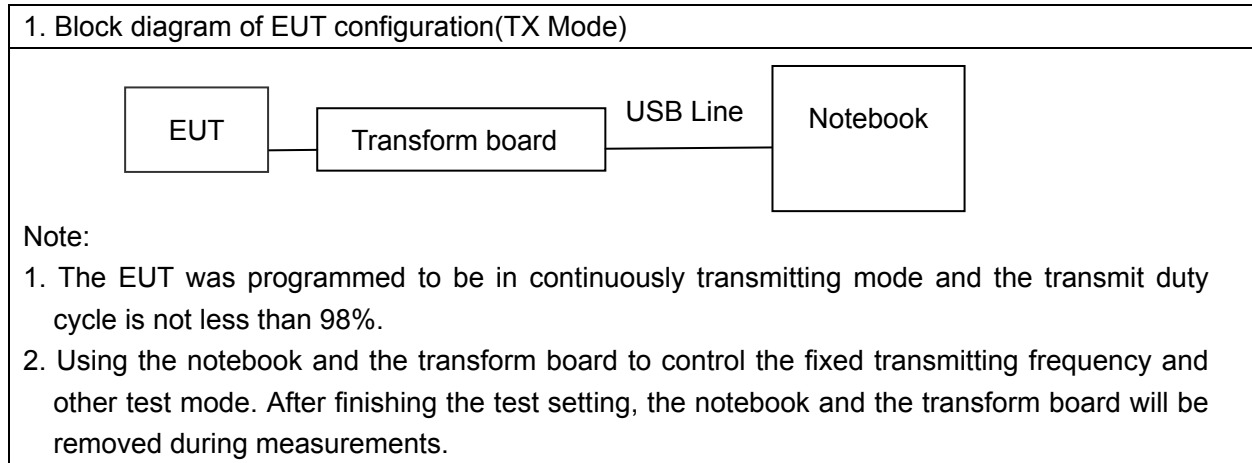 1. Block diagram of EUT configuration(TX Mode)
EUT
Transform board
USB Line
Notebook
Note:
1. The EUT was programmed to be in continuously transmitting mode and the transmit duty
cycle is not less than 98%.
2. Using the notebook and the transform board to control the fixed transmitting frequency and
other test mode. After finishing the test setting, the notebook and the transform board will be
removed during measurements.